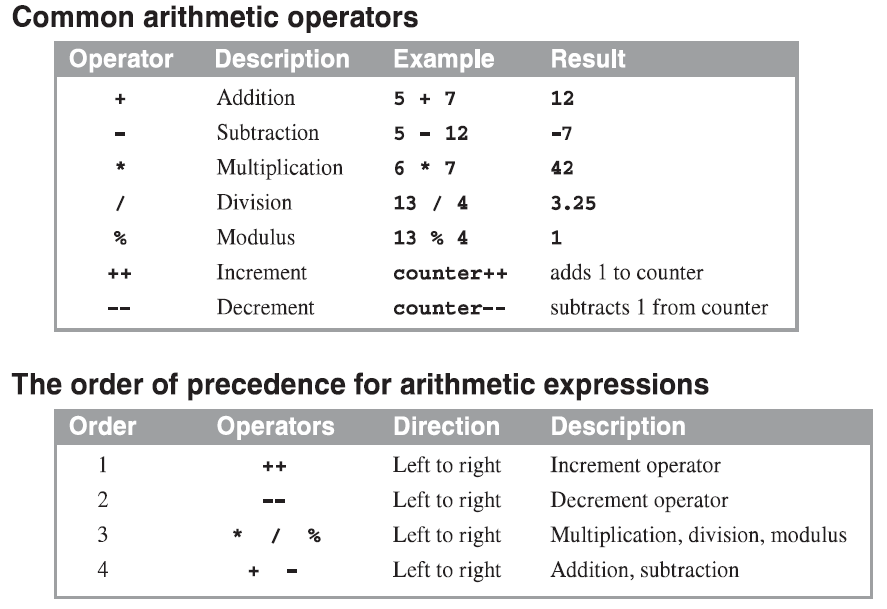 Common arithmetic operators
Operator Description Example Result
+ Addition 5 + 7 12
- Subtraction 5 - 12 -7
* Multiplication 6 * 7 42
/ Division 13 / 4 3.25
% Modulus 13 % 4 1
++ Increment counter++ adds 1 to counter
-- Decrement counter-- subtracts 1 from counter
The order of precedence for arithmetic expressions
Order Operators Direction Description
1 ++ Left to right Increment operator
2 -- Left to right Decrement operator
3 * / % Left to right Multiplication, division, modulus
4 + - Left to right Addition, subtraction